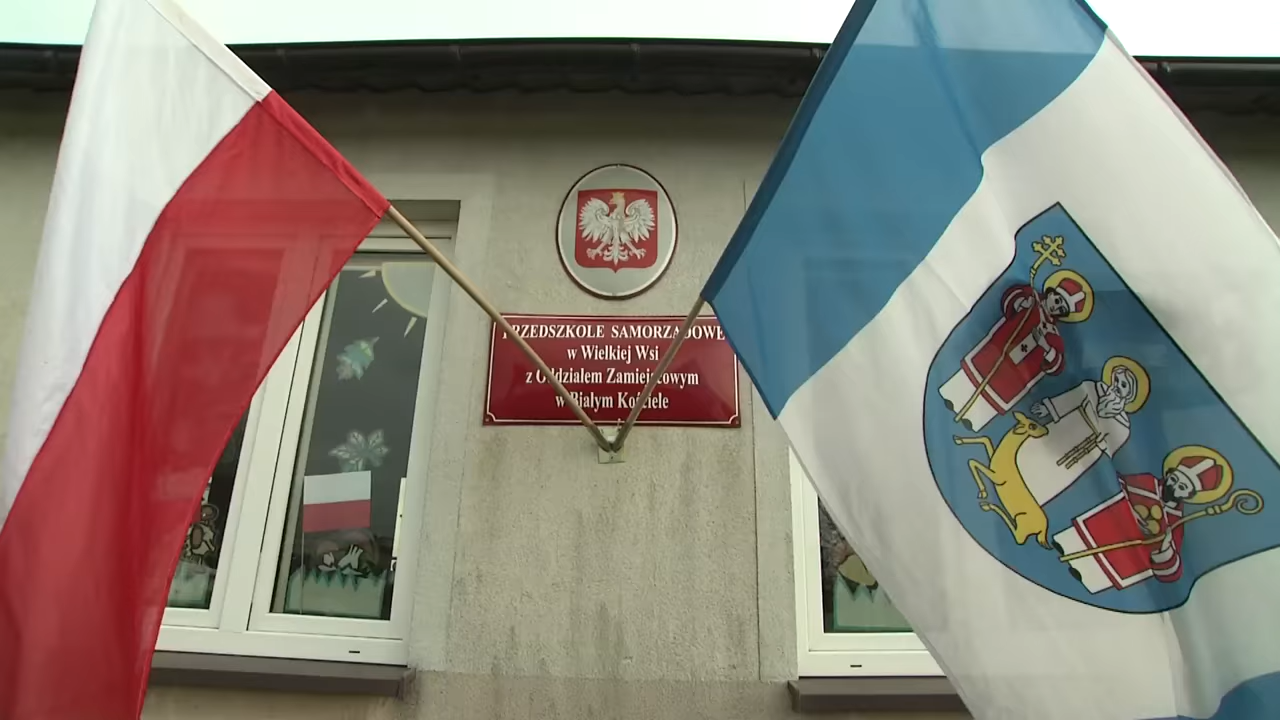 PRZEDSZKOLE SAMORZĄDOWE
w Wielkiej Wsi
z Oddziałem Zamiejscowym
w Białym Kościele